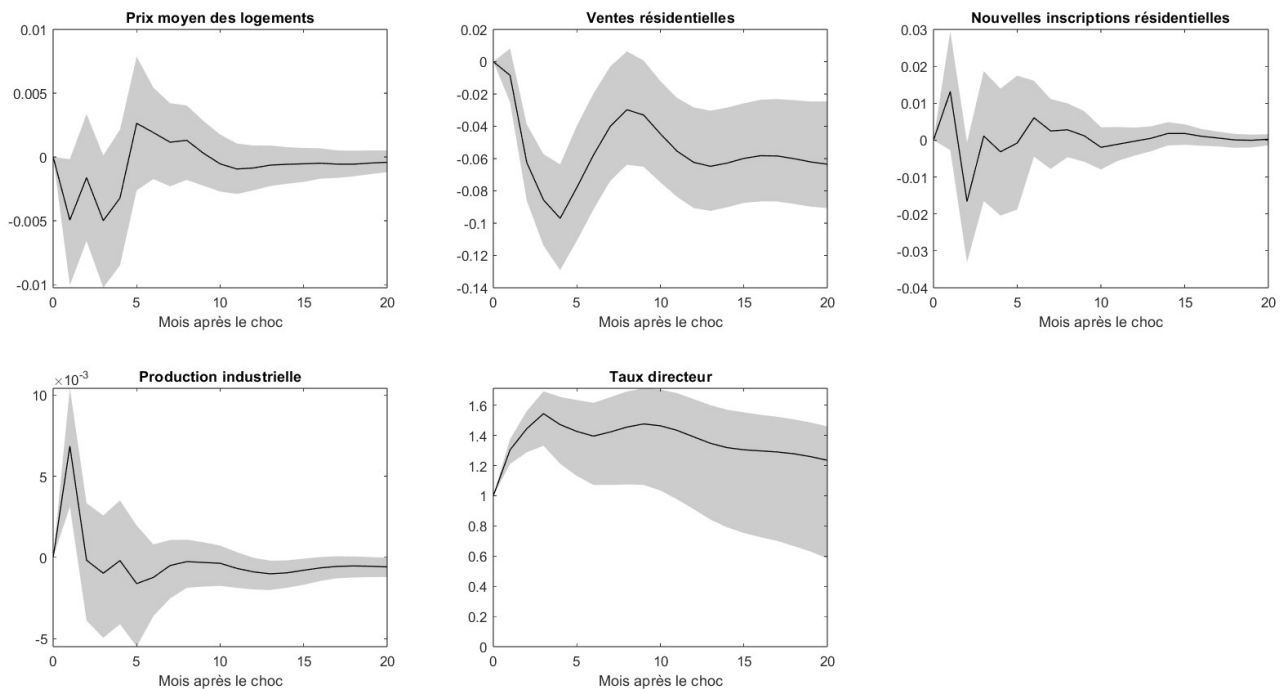 Prix moyen des logements
0.01
0.005
0
-0.005
-0.01
0 5 10 15 20
Mois après le choc
Ventes résidentielles
0.02
0
-0.02
-0.04
-0.06
-0.08
-0.1
-0.12
-0.14
0 5 10 15 20
Mois après le choc
Nouvelles inscriptions résidentielles
0.03
0.02
0.01
0
-0.01
-0.02
-0.03
-0.04
0 5 10 15 20
Mois après le choc
Production industrielle
×10-3
10
5
0
-5
0 5 10 15 20
Mois après le choc
Taux directeur
1.6
1.4
1.2
1
0.8
0.6
0.4
0.2
0
0 5 10 15 20
Mois après le choc